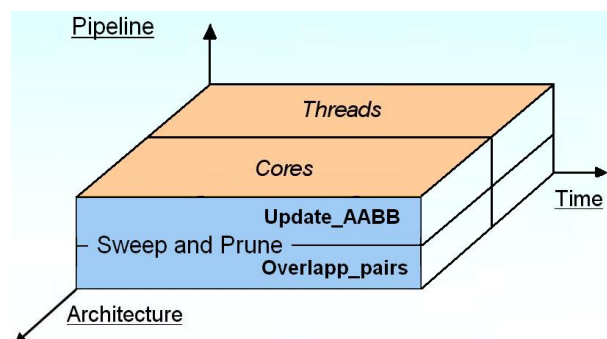 Pipeline
Threads
Cores
Time
Update_AABB
Sweep and Prune
Overlapp_pairs
Architecture